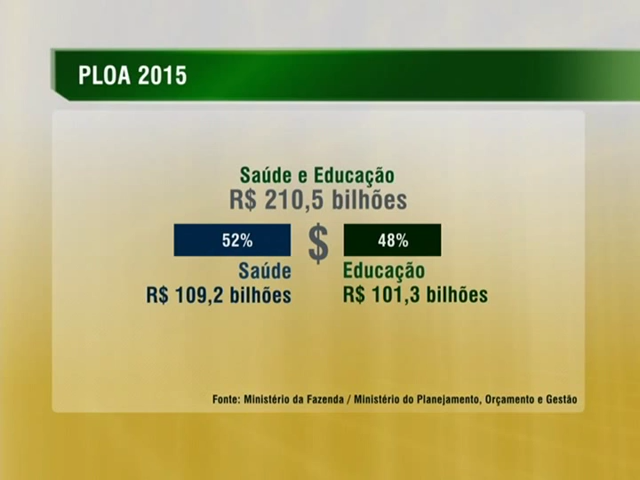 PLOA 2015
Saúde e Educação
R$ 210,5 bilhões
52% $ 48%
Saúde Educação
R$ 109,2 bilhões R$ 101,3 bilhões
Fonte: Ministério da Fazenda / Ministério do Planejamento, Orçamento e Gestão